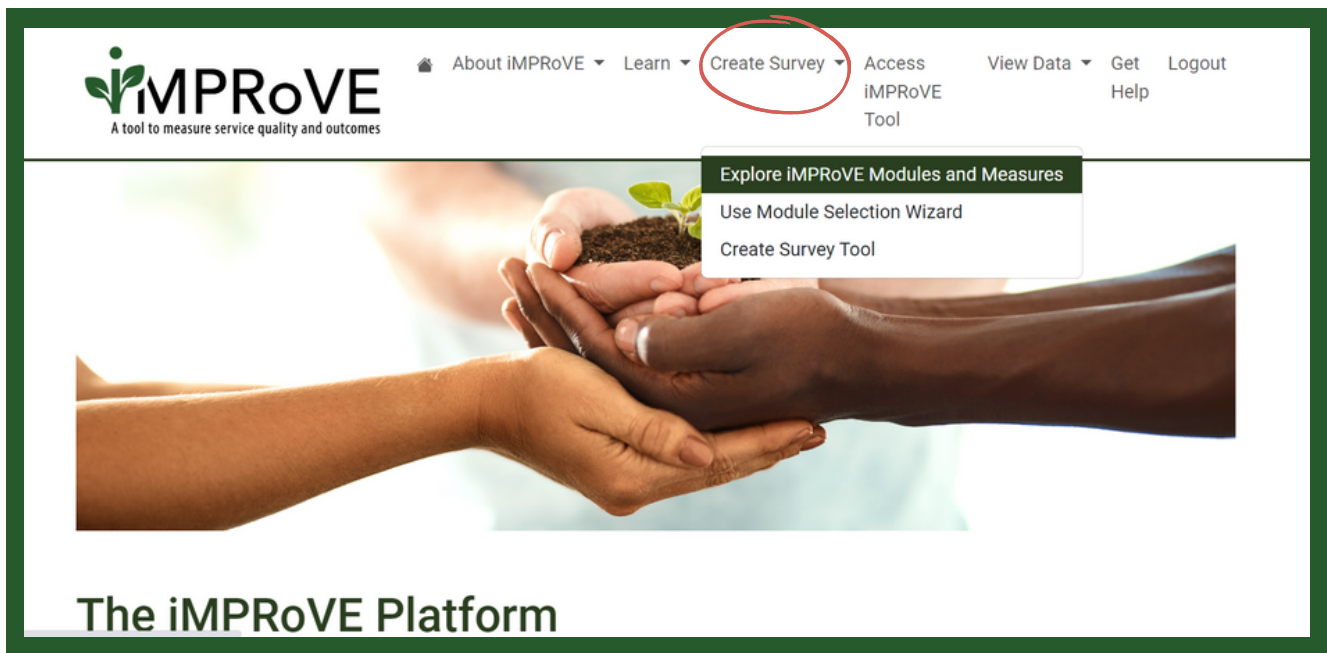 iMPRoVE
A tool to measure service quality and outcomes
About iMPRoVE
Learn
Create Survey
Access
iMPRoVE
Tool
View Data
Get
Help
Logout
Explore iMPRoVE Modules and Measures
Use Module Selection Wizard
Create Survey Tool
The iMPRoVE Platform